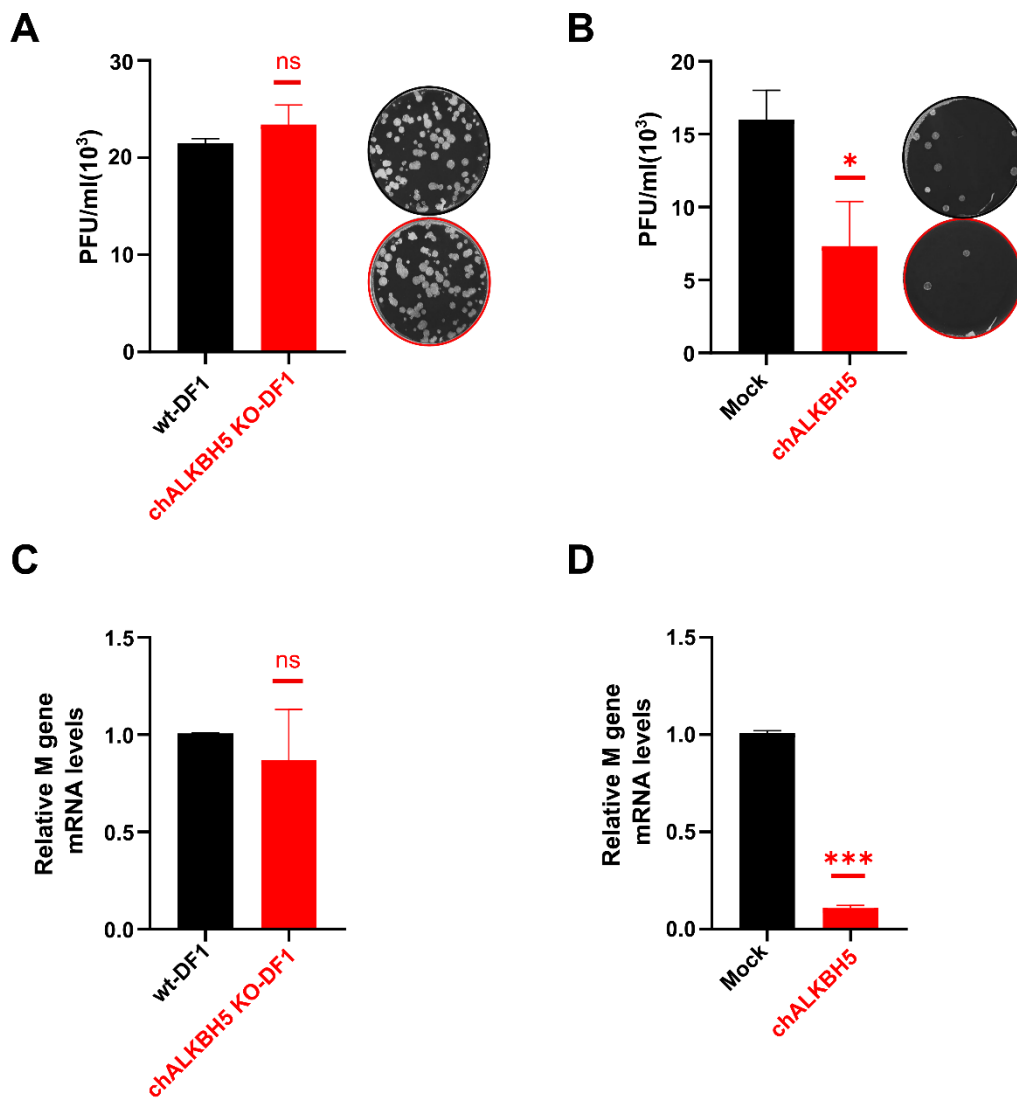 A
PFU/ml(10³)
30
20
10
0
ns
wt-DF1
chALKBH5 KO-DF1
B
PFU/ml(10³)
20
15
10
5
0
*
Mock
chALKBH5
C
Relative M gene
mRNA levels
1.5
1.0
0.5
0.0
ns
wt-DF1
chALKBH5 KO-DF1
D
Relative M gene
mRNA levels
1.5
1.0
0.5
0.0
***
Mock
chALKBH5